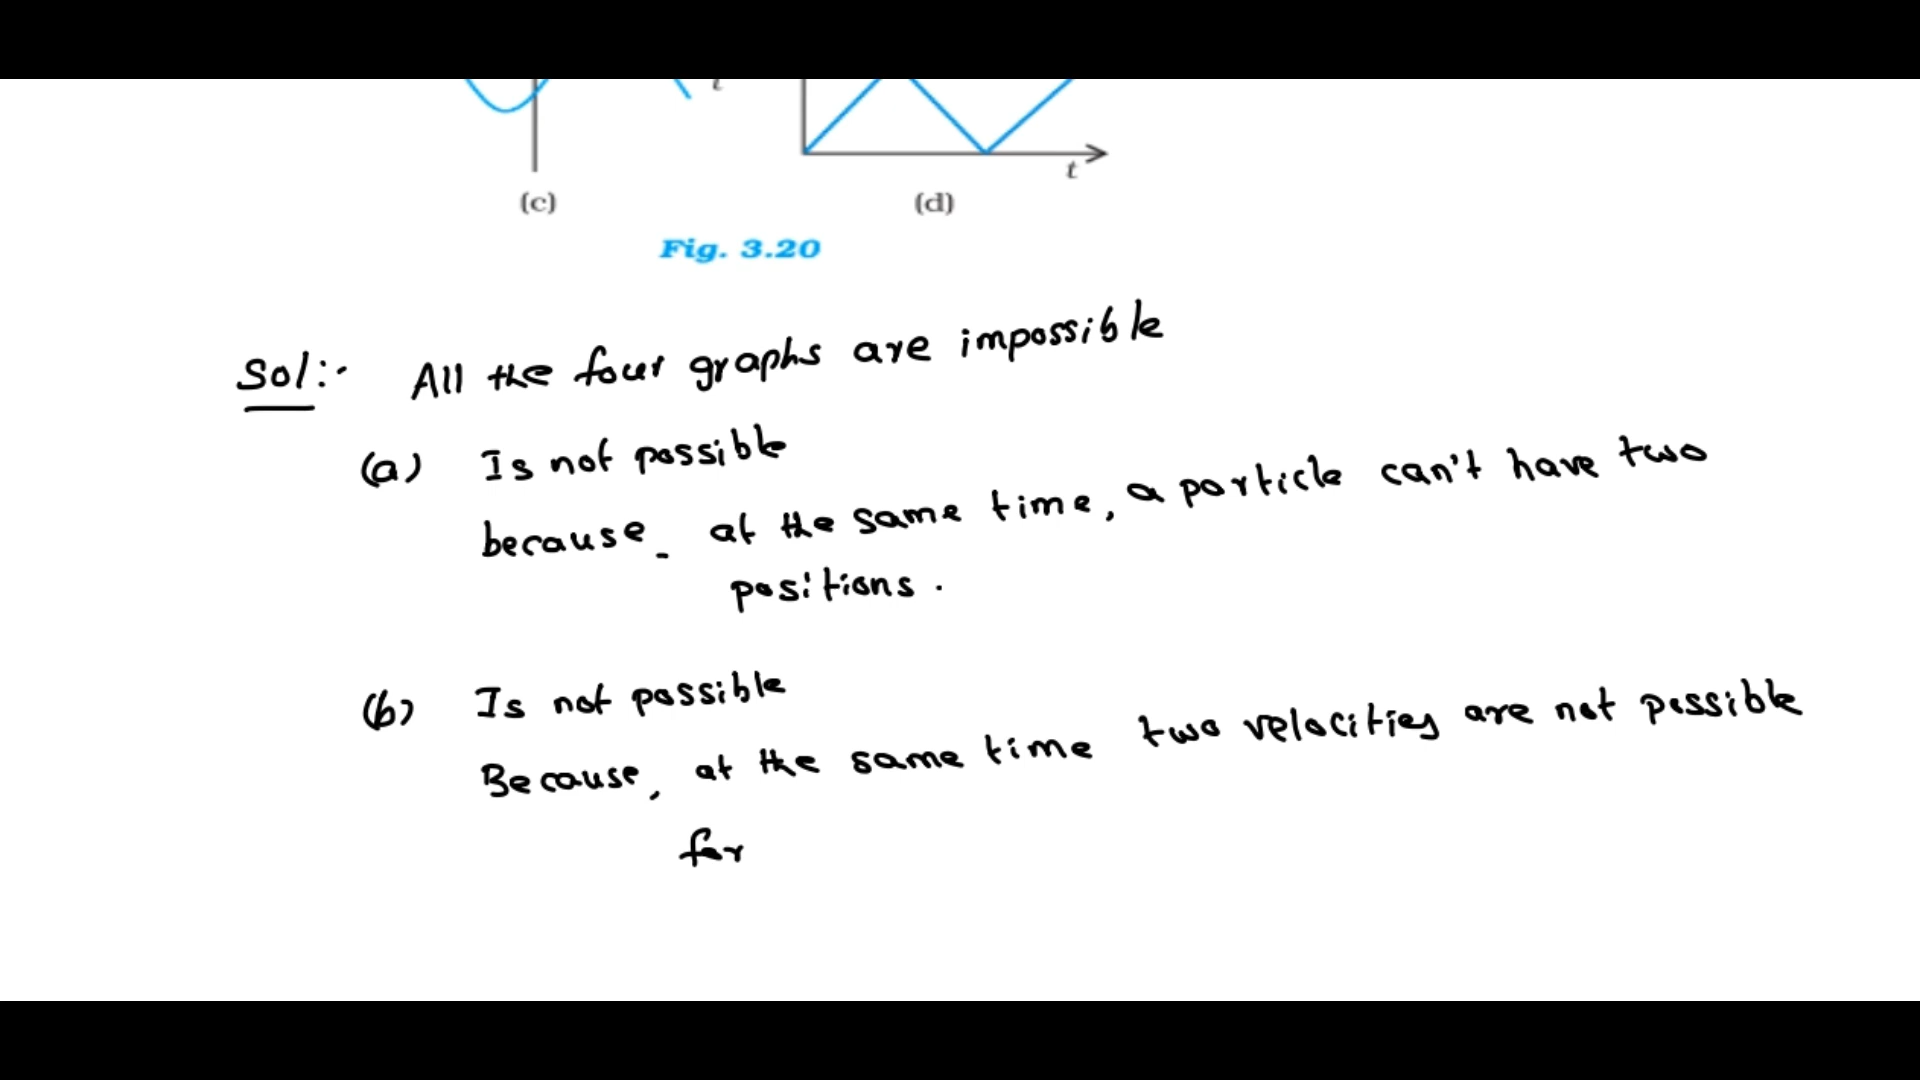 t
t
(c) (d)
Fig. 3.20
Sol:- All the four graphs are impossible
(a) Is not possible
because at the same time, a particle can't have two
positions.
(b) Is not possible
Because, at the same time two velocities are not possible
for